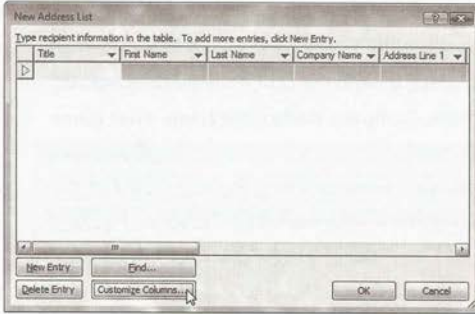 New Address List
Type recipient information in the table. To add more entries, click New Entry.
Title First Name Last Name Company Name Address Line 1
New Entry Find...
Delete Entry Customize Columns... OK Cancel